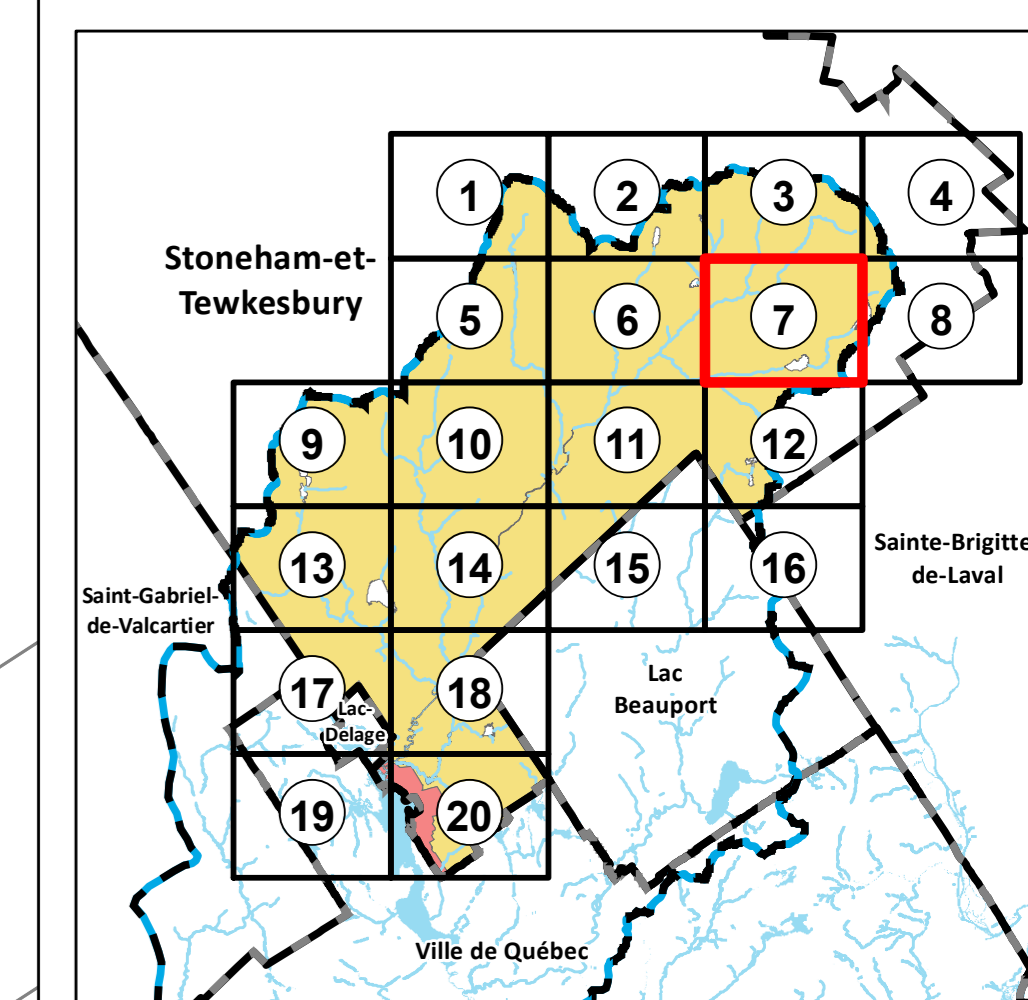 1
2
3
4
Stoneham-et-
Tewkesbury
5
6
7
8
9
10
11
12
13
14
15
16
Sainte-Brigitte
de-Laval
Saint-Gabriel-
de-Valcartier
17
18
Lac-
Delage
Lac
Beauport
19
20
Ville de Québec